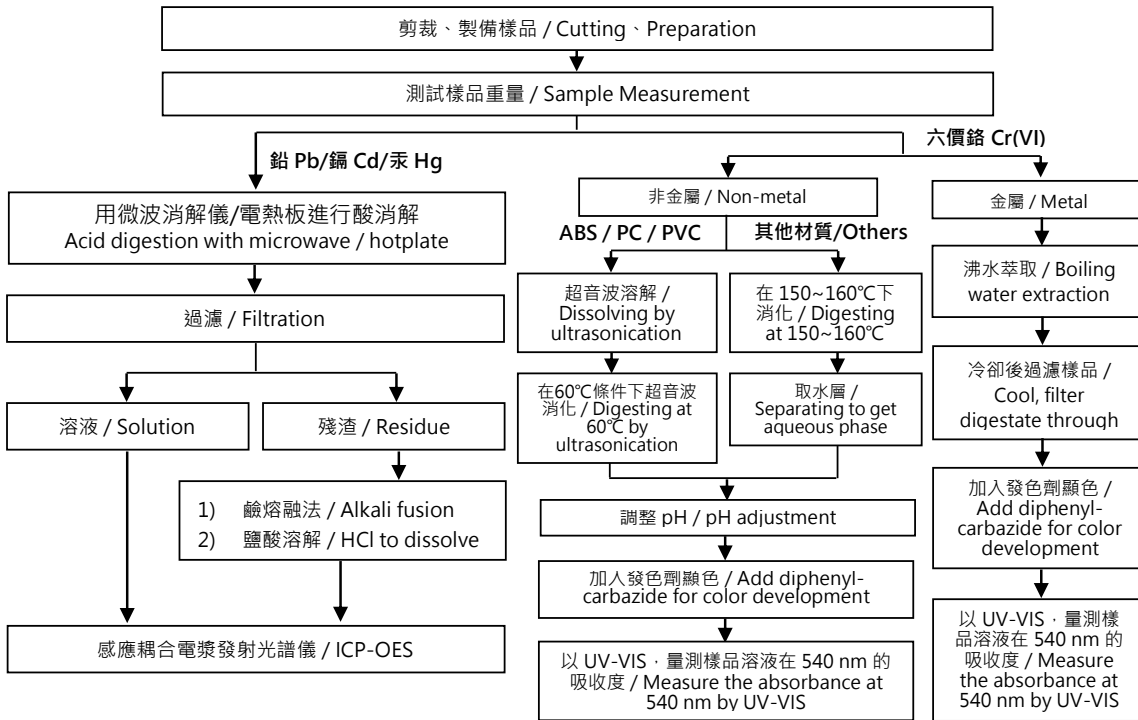 剪裁、製備樣品 / Cutting、Preparation
測試樣品重量 / Sample Measurement
鉛 Pb/鎘 Cd/汞 Hg
六價鉻 Cr(VI)
用微波消解儀/電熱板進行酸消解
Acid digestion with microwave / hotplate
過濾 / Filtration
溶液 / Solution
殘渣 / Residue
1) 鹼熔融法 / Alkali fusion
2) 鹽酸溶解 / HCl to dissolve
感應耦合電漿發射光譜儀 / ICP-OES
非金屬 / Non-metal
ABS / PC / PVC
其他材質/Others
超音波溶解 /
Dissolving by
ultrasonication
在60℃條件下超音波
消化 / Digesting at
60℃ by
ultrasonication
在 150~160℃下
消化 / Digesting
at 150~160℃
取水層 /
Separating to get
aqueous phase
調整 pH / pH adjustment
加入發色劑顯色 / Add diphenyl-
carbazide for color development
以 UV-VIS，量測樣品溶液在 540 nm 的
吸收度 / Measure the absorbance at
540 nm by UV-VIS
金屬 / Metal
沸水萃取 / Boiling
water extraction
冷卻後過濾樣品 /
Cool, filter
digestate through
加入發色劑顯色 /
Add diphenyl-
carbazide for color
development
以 UV-VIS，量測樣
品溶液在 540 nm 的
吸收度 / Measure
the absorbance at
540 nm by UV-VIS